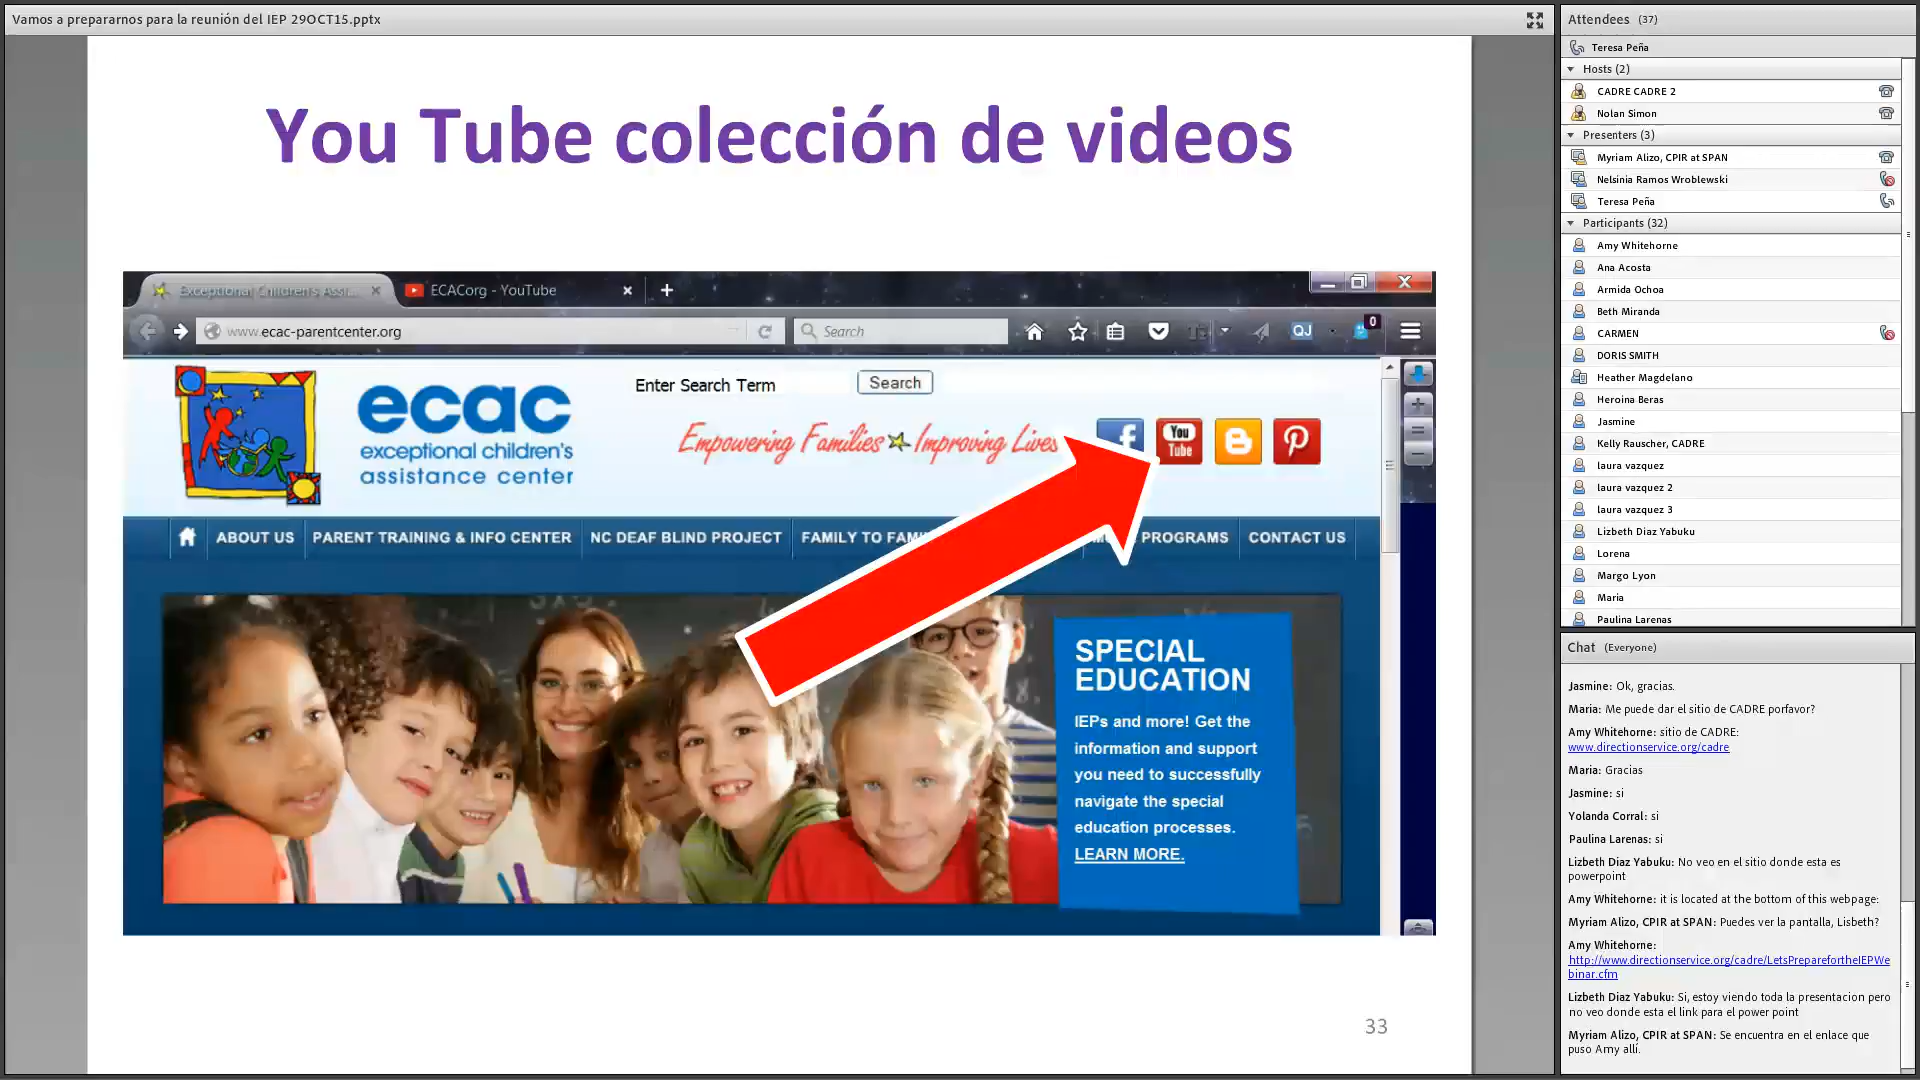 Vamos a prepararnos para la reunión del IEP 29OCT15.pptx
You Tube colección de videos
Exceptional Children's Assi...
ECACorg - YouTube
www.ecac-parentcenter.org
Search
QJ
0
ecac
exceptional children's
assistance center
Enter Search Term
Search
Empowering Families Improving Lives
f
You
Tube
ABOUT US
PARENT TRAINING & INFO CENTER
NC DEAF BLIND PROJECT
FAMILY TO
PROGRAMS
CONTACT US
SPECIAL
EDUCATION
IEPs and more! Get the
information and support
you need to successfully
navigate the special
education processes.
LEARN MORE.
33
Attendees (37)
Teresa Peña
Hosts (2)
CADRE CADRE 2
Nolan Simon
Presenters (3)
Myriam Alizo, CPIR at SPAN
Nelsinia Ramos Wroblewski
Teresa Peña
Participants (32)
Amy Whitehorne
Ana Acosta
Armida Ochoa
Beth Miranda
CARMEN
DORIS SMITH
Heather Magdelano
Heroina Beras
Jasmine
Kelly Rauscher, CADRE
laura vazquez
laura vazquez 2
laura vazquez 3
Lizbeth Diaz Yabuku
Lorena
Margo Lyon
Maria
Paulina Larenas
Chat (Everyone)
Jasmine: Ok, gracias.
Maria: Me puede dar el sitio de CADRE porfavor?
Amy Whitehorne: sitio de CADRE:
www.directionservice.org/cadre
Maria: Gracias
Jasmine: si
Yolanda Corral: si
Paulina Larenas: si
Lizbeth Diaz Yabuku: No veo en el sitio donde esta es
powerpoint
Amy Whitehorne: it is located at the bottom of this webpage:
Myriam Alizo, CPIR at SPAN: Puedes ver la pantalla, Lisbeth?
Amy Whitehorne:
http://www.directionservice.org/cadre/LetsPreparefortheIEPWe
binar.cfm
Lizbeth Diaz Yabuku: Si, estoy viendo toda la presentacion pero
no veo donde esta el link para el power point
Myriam Alizo, CPIR at SPAN: Se encuentra en el enlace que
puso Amy allí.